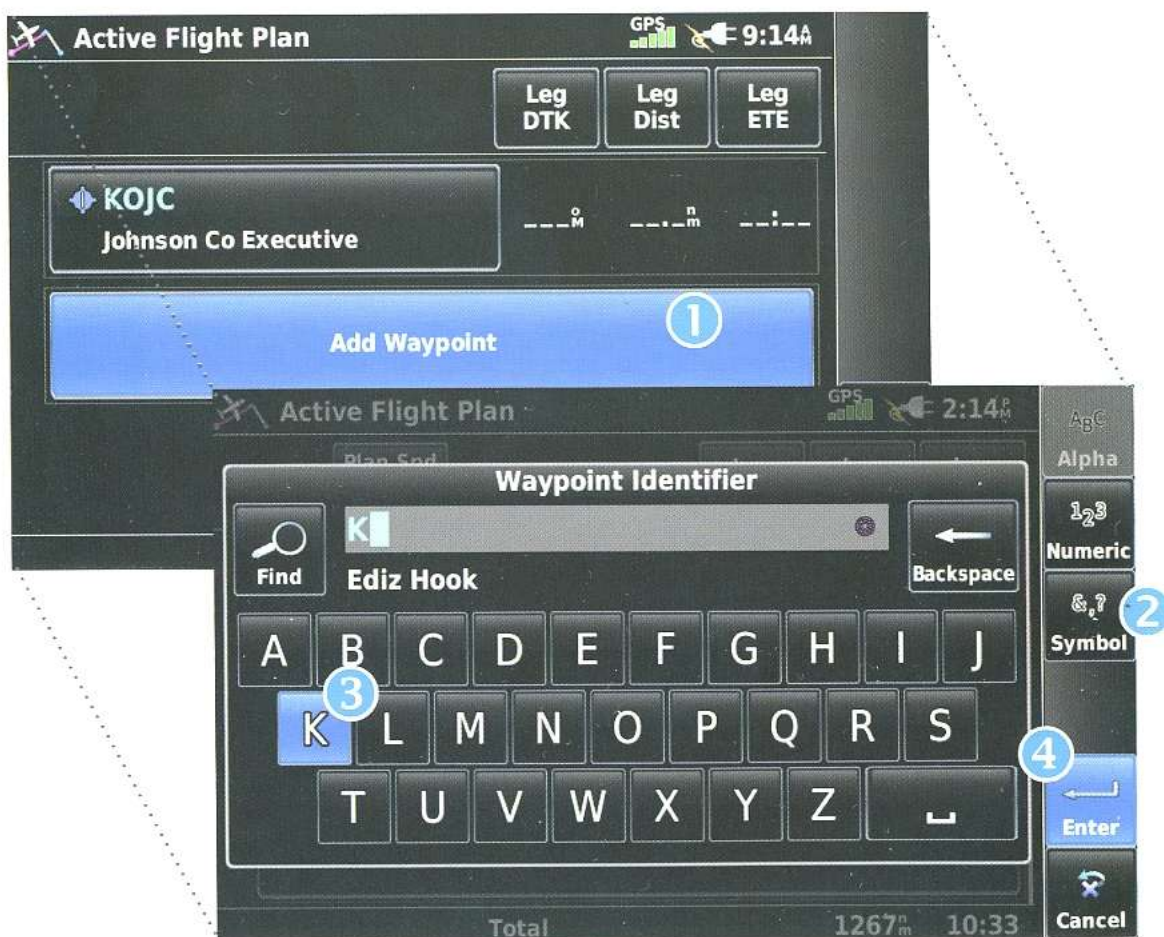 Active Flight Plan GPS 9:14AM
Leg DTK Leg Dist Leg ETE
KOJC
Johnson Co Executive
___°M __._nm __:__
Add Waypoint 1
Active Flight Plan GPS 2:14PM
ABC Alpha
Plan Spd
Waypoint Identifier
Find K Backspace
Ediz Hook
123 Numeric
&,? Symbol 2
A B C D E F G H I J
3
K L M N O P Q R S
4
T U V W X Y Z
Enter
Cancel
Total 1267nm 10:33